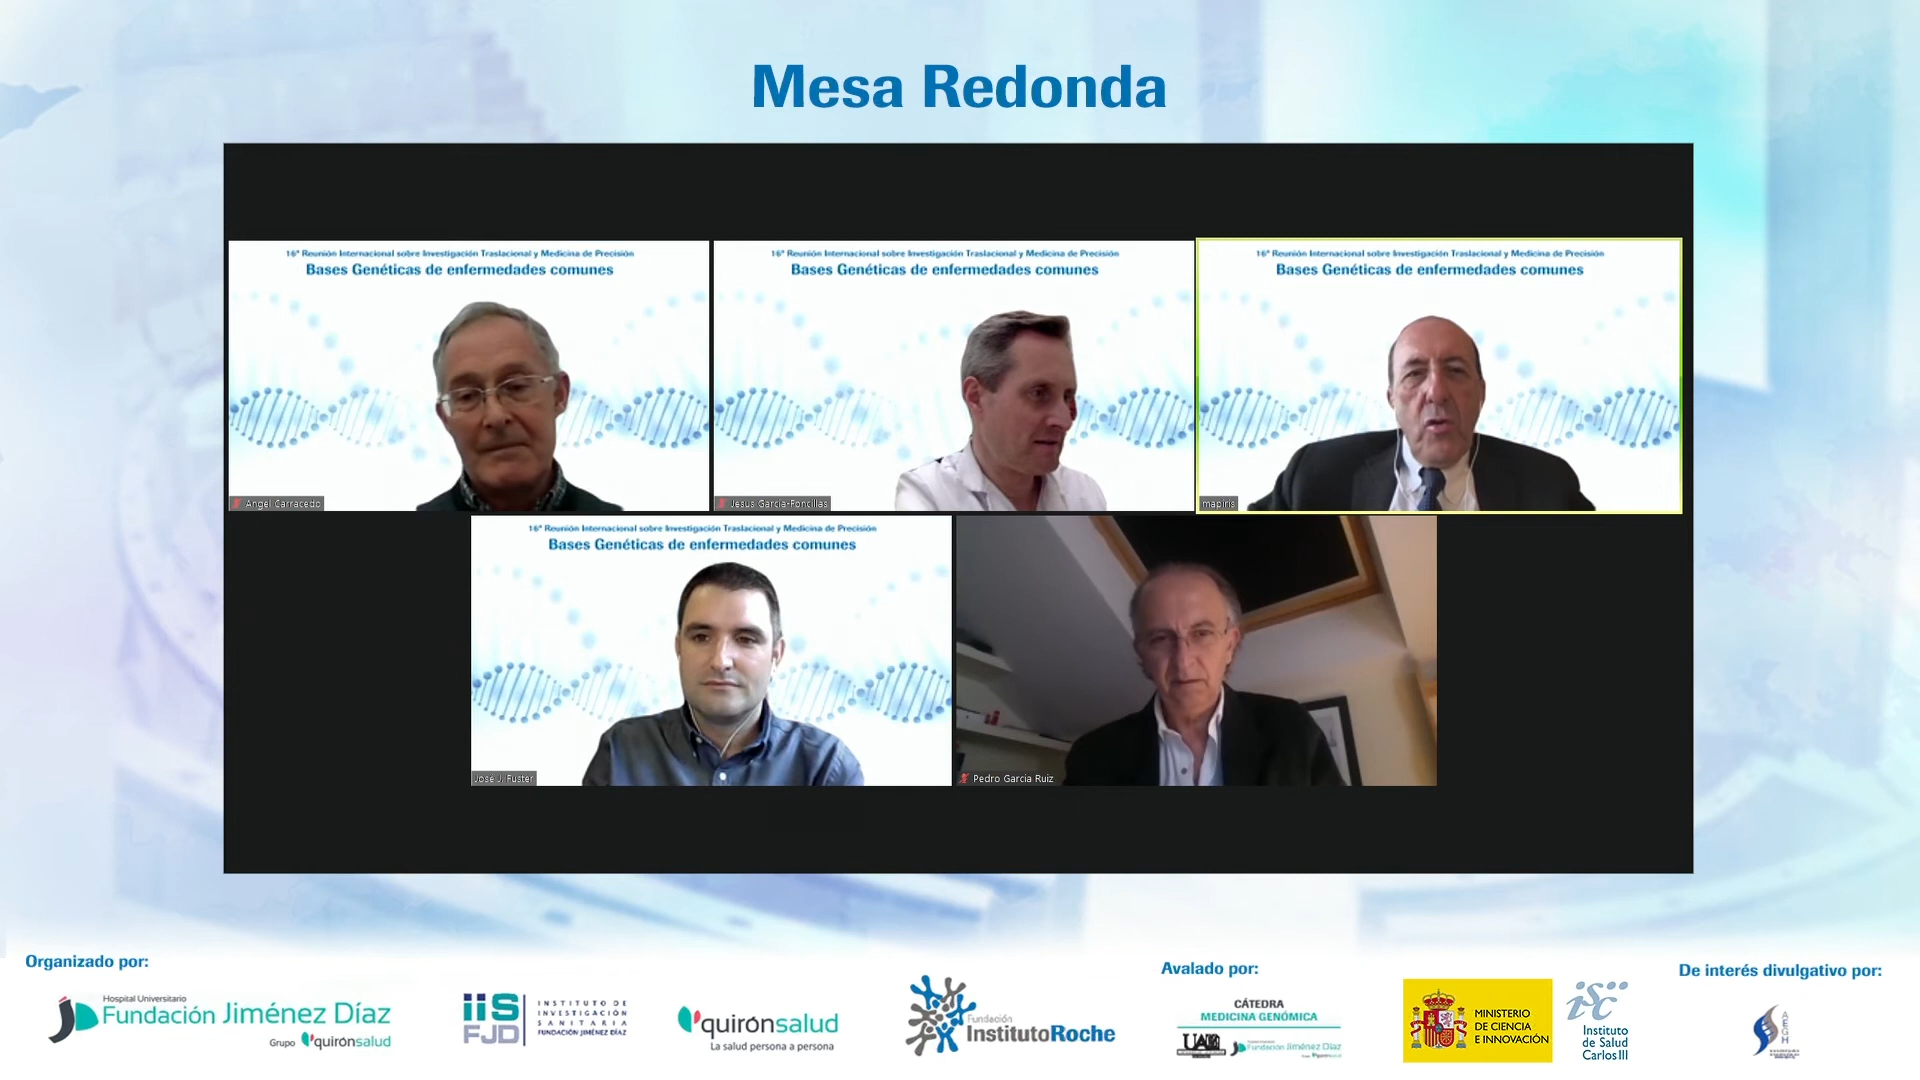 Mesa Redonda
16ª Reunión Internacional sobre Investigación Traslacional y Medicina de Precisión
Bases Genéticas de enfermedades comunes
Angel Carracedo
16ª Reunión Internacional sobre Investigación Traslacional y Medicina de Precisión
Bases Genéticas de enfermedades comunes
Jesus Garcia-Foncillas
16ª Reunión Internacional sobre Investigación Traslacional y Medicina de Precisión
Bases Genéticas de enfermedades comunes
mapiris
16ª Reunión Internacional sobre Investigación Traslacional y Medicina de Precisión
Bases Genéticas de enfermedades comunes
Jose J. Fuster
Pedro Garcia Ruiz
Organizado por:
Hospital Universitario
Fundación Jiménez Díaz
Grupo quirónsalud
iiS
FJD
INSTITUTO DE
INVESTIGACIÓN
SANITARIA
FUNDACIÓN JIMÉNEZ DÍAZ
quirónsalud
La salud persona a persona
Fundación
InstitutoRoche
Avalado por:
CÁTEDRA
MEDICINA GENÓMICA
UAM
Fundación Jiménez Díaz
MINISTERIO
DE CIENCIA
E INNOVACIÓN
isc
Instituto
de Salud
Carlos III
De interés divulgativo por:
AEGH